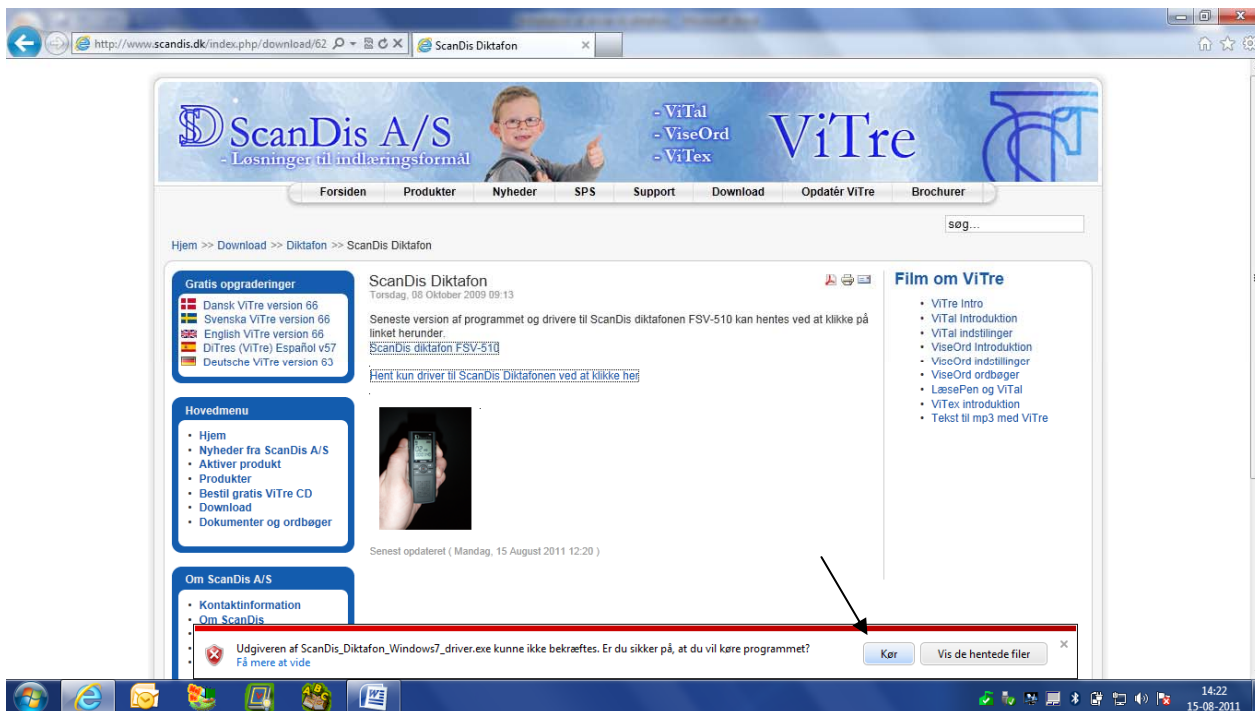 http://www.scandis.dk/index.php/download/62
ScanDis Diktafon
ScanDis A/S
- Løsninger til indlæringsformål
- ViTal
- ViseOrd
- ViTex
ViTre
Forsiden Produkter Nyheder SPS Support Download Opdatér ViTre Brochurer
søg...
Hjem >> Download >> Diktafon >> ScanDis Diktafon
Gratis opgraderinger
Dansk ViTre version 66
Svenska ViTre version 66
English ViTre version 66
DiTres (ViTre) Español v57
Deutsche ViTre version 63
Hovedmenu
• Hjem
• Nyheder fra ScanDis A/S
• Aktiver produkt
• Produkter
• Bestil gratis ViTre CD
• Download
• Dokumenter og ordbøger
Om ScanDis A/S
• Kontaktinformation
• Om ScanDis
ScanDis Diktafon
Torsdag, 08 Oktober 2009 09:13
Seneste version af programmet og drivere til ScanDis diktafonen FSV-510 kan hentes ved at klikke på
linket herunder.
ScanDis diktafon FSV-510
Hent kun driver til ScanDis Diktafonen ved at klikke her
Senest opdateret ( Mandag, 15 August 2011 12:20 )
Film om ViTre
• ViTre Intro
• ViTal Introduktion
• ViTal indstilinger
• ViseOrd Introduktion
• ViseOrd indstillinger
• ViseOrd ordbøger
• LæsePen og ViTal
• ViTex introduktion
• Tekst til mp3 med ViTre
Udgiveren af ScanDis_Diktafon_Windows7_driver.exe kunne ikke bekræftes. Er du sikker på, at du vil køre programmet?
Få mere at vide
Kør
Vis de hentede filer
14:22
15-08-2011